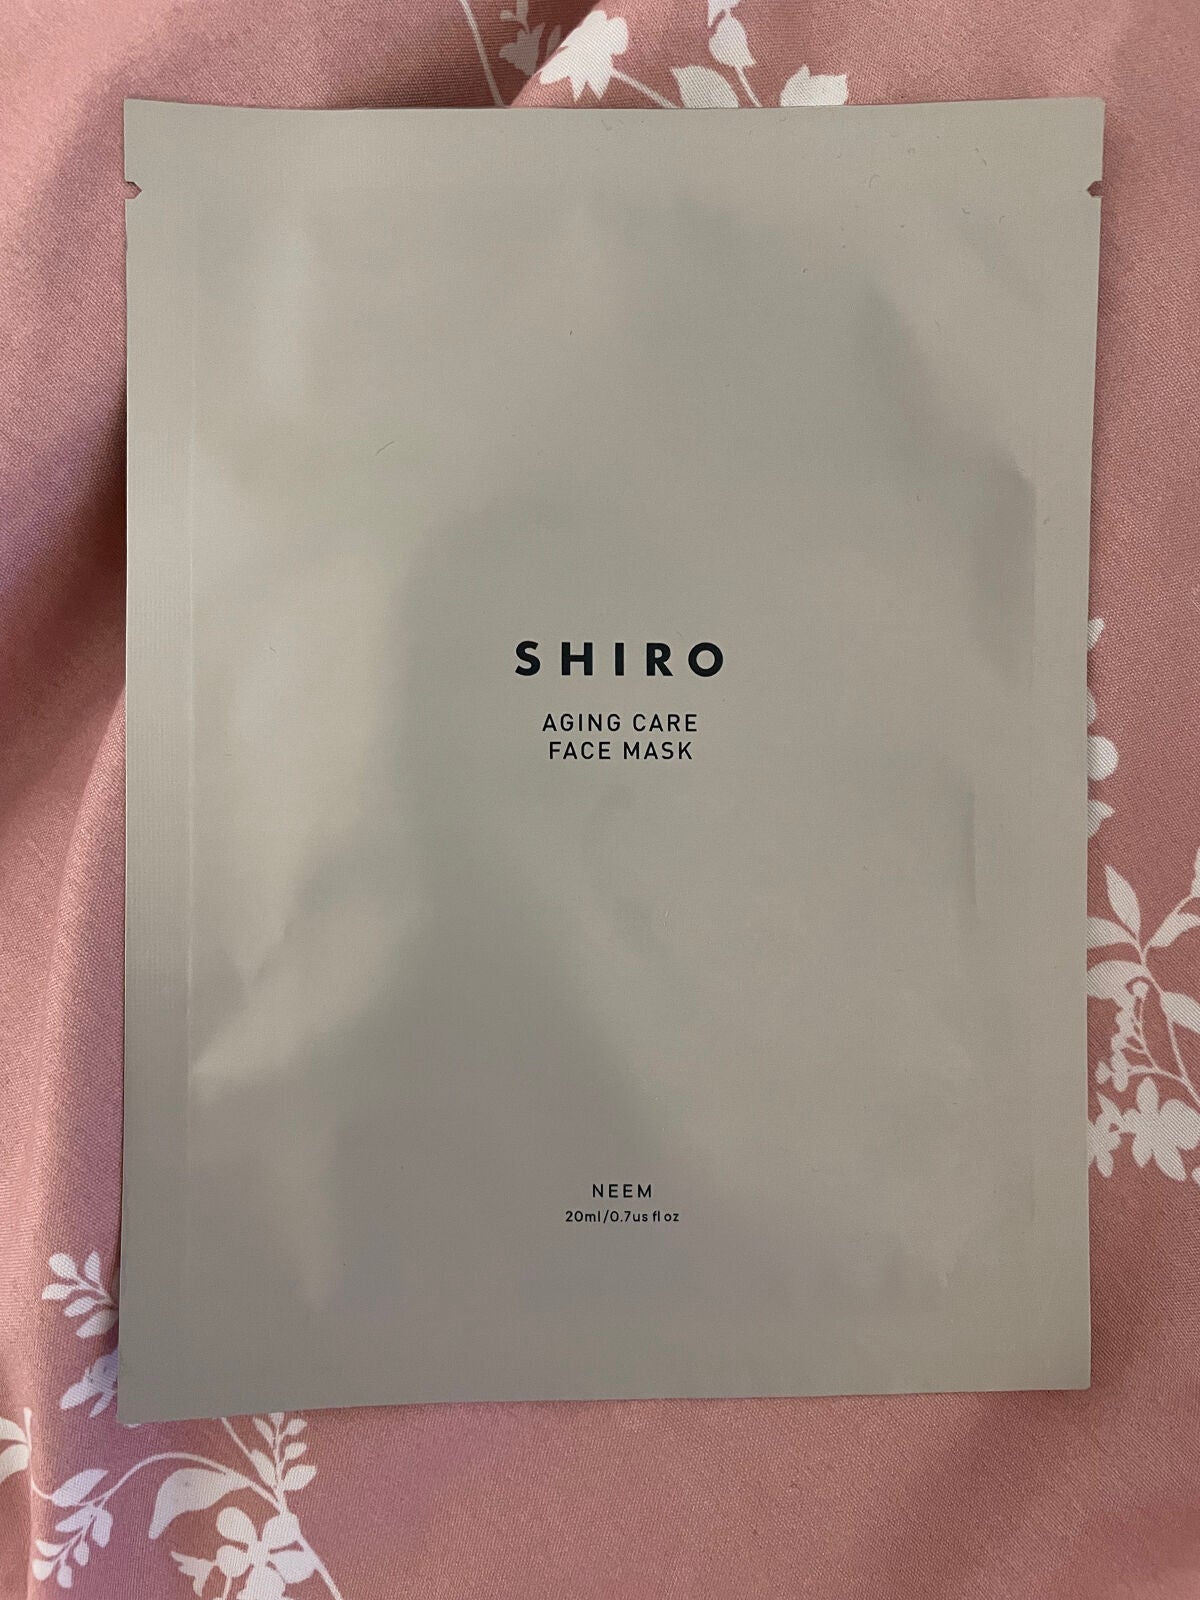 SHIRO
AGING CARE
FACE MASK
NEEM
20ml/0.7us fl oz